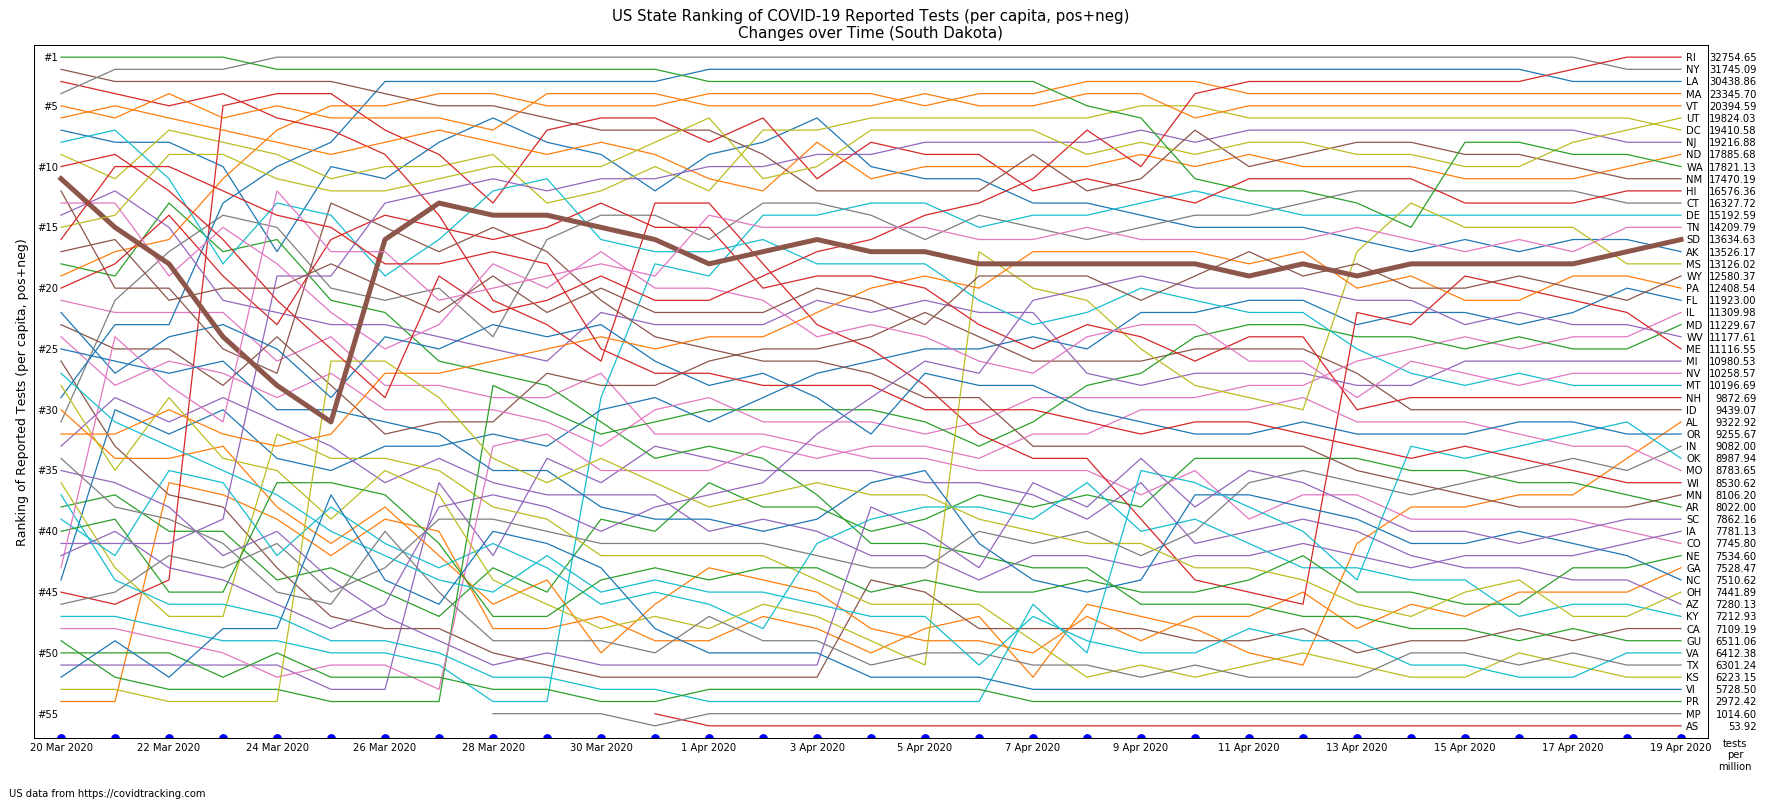 US State Ranking of COVID-19 Reported Tests (per capita, pos+neg)
Changes over Time (South Dakota)
Ranking of Reported Tests (per capita, pos+neg)
#1
#5
#10
#15
#20
#25
#30
#35
#40
#45
#50
#55
RI 32754.65
NY 31745.09
LA 30438.86
MA 23345.70
VT 20394.59
UT 19824.03
DC 19410.58
NJ 19216.88
ND 17885.68
WA 17821.13
NM 17470.19
HI 16576.36
CT 16327.72
DE 15192.59
TN 14209.79
SD 13634.63
AK 13526.17
MS 13126.02
WY 12580.37
PA 12408.54
FL 11923.00
IL 11309.98
MD 11229.67
WV 11177.61
ME 11116.55
MI 10980.53
NV 10258.57
MT 10196.69
NH 9872.69
ID 9439.07
AL 9322.92
OR 9255.67
IN 9082.00
OK 8987.94
MO 8783.65
WI 8530.62
MN 8106.20
AR 8022.00
SC 7862.16
IA 7781.13
CO 7745.80
NE 7534.60
GA 7528.47
NC 7510.62
OH 7441.89
AZ 7280.13
KY 7212.93
CA 7109.19
GU 6511.06
VA 6412.38
TX 6301.24
KS 6223.15
VI 5728.50
PR 2972.42
MP 1014.60
AS 53.92
20 Mar 2020 22 Mar 2020 24 Mar 2020 26 Mar 2020 28 Mar 2020 30 Mar 2020 1 Apr 2020 3 Apr 2020 5 Apr 2020 7 Apr 2020 9 Apr 2020 11 Apr 2020 13 Apr 2020 15 Apr 2020 17 Apr 2020 19 Apr 2020
tests
per
million
US data from https://covidtracking.com